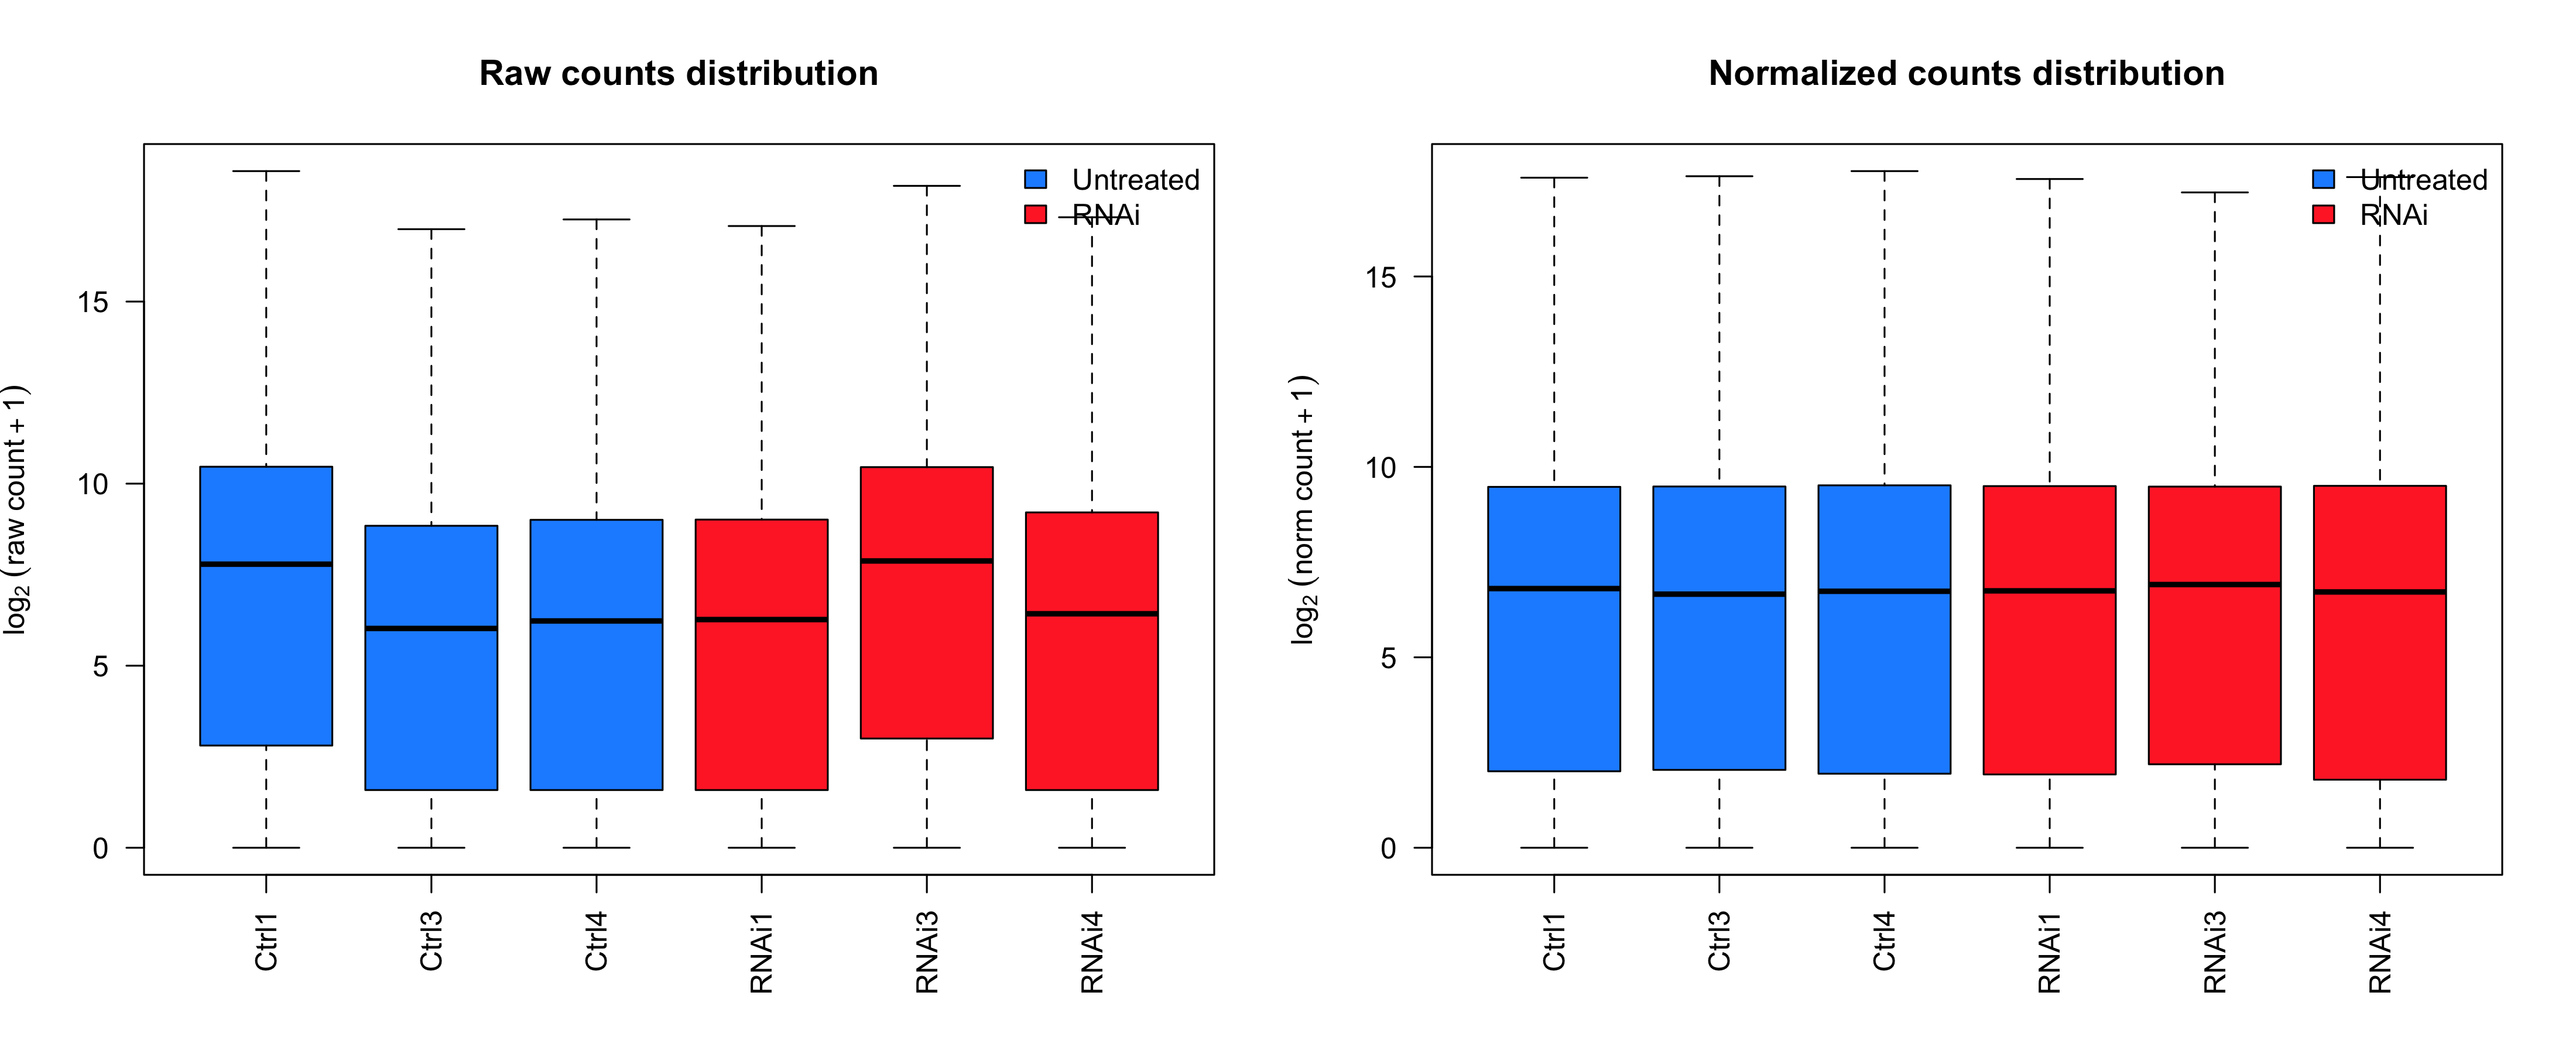 Raw counts distribution
Untreated
RNAi
log2 (raw count + 1)
15
10
5
0
Ctrl1
Ctrl3
Ctrl4
RNAi1
RNAi3
RNAi4
Normalized counts distribution
Untreated
RNAi
log2 (norm count + 1)
15
10
5
0
Ctrl1
Ctrl3
Ctrl4
RNAi1
RNAi3
RNAi4